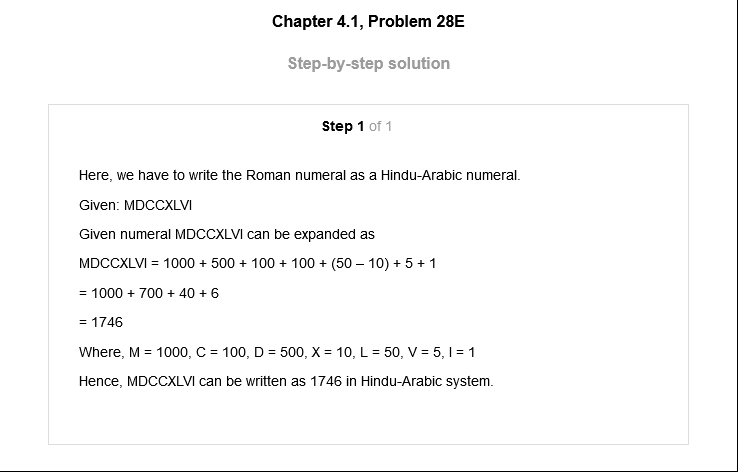 Chapter 4.1, Problem 28E
Step-by-step solution
Step 1 of 1
Here, we have to write the Roman numeral as a Hindu-Arabic numeral.
Given: MDCCXLVI
Given numeral MDCCXLVI can be expanded as
MDCCXLVI = 1000 + 500 + 100 + 100 + (50 – 10) + 5 + 1
= 1000 + 700 + 40 + 6
= 1746
Where, M = 1000, C = 100, D = 500, X = 10, L = 50, V = 5, I = 1
Hence, MDCCXLVI can be written as 1746 in Hindu-Arabic system.